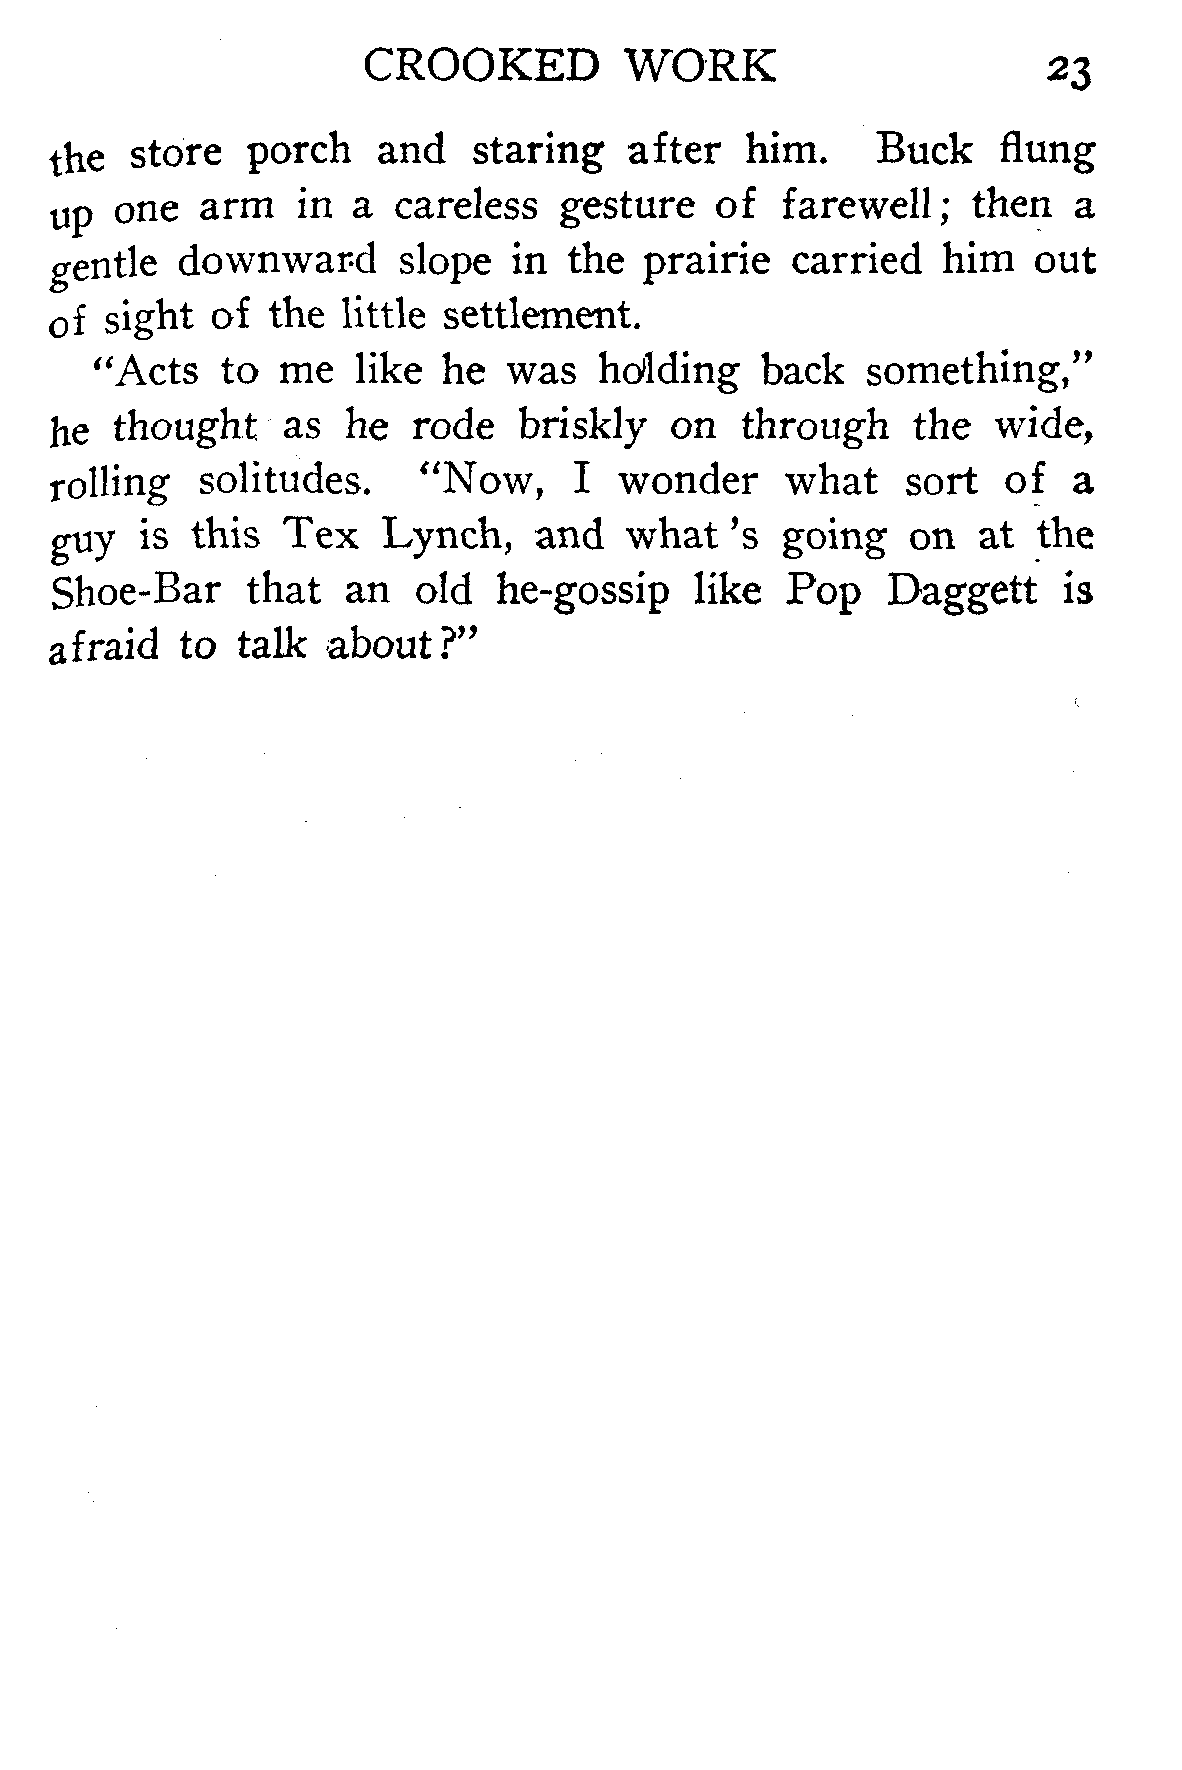 CROOKED WORK 23
the store porch and staring after him. Buck flung
up one arm in a careless gesture of farewell; then a
gentle downward slope in the prairie carried him out
of sight of the little settlement.
"Acts to me like he was holding back something,"
he thought as he rode briskly on through the wide,
rolling solitudes. "Now, I wonder what sort of a
guy is this Tex Lynch, and what 's going on at the
Shoe-Bar that an old he-gossip like Pop Daggett is
afraid to talk about?"